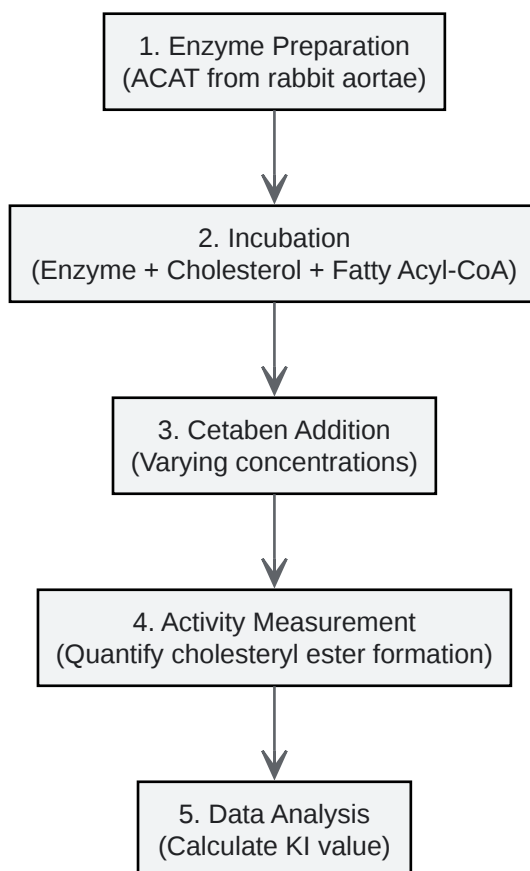 1. Enzyme Preparation
(ACAT from rabbit aortae)
2. Incubation
(Enzyme + Cholesterol + Fatty Acyl-CoA)
3. Cetaben Addition
(Varying concentrations)
4. Activity Measurement
(Quantify cholesteryl ester formation)
5. Data Analysis
(Calculate KI value)